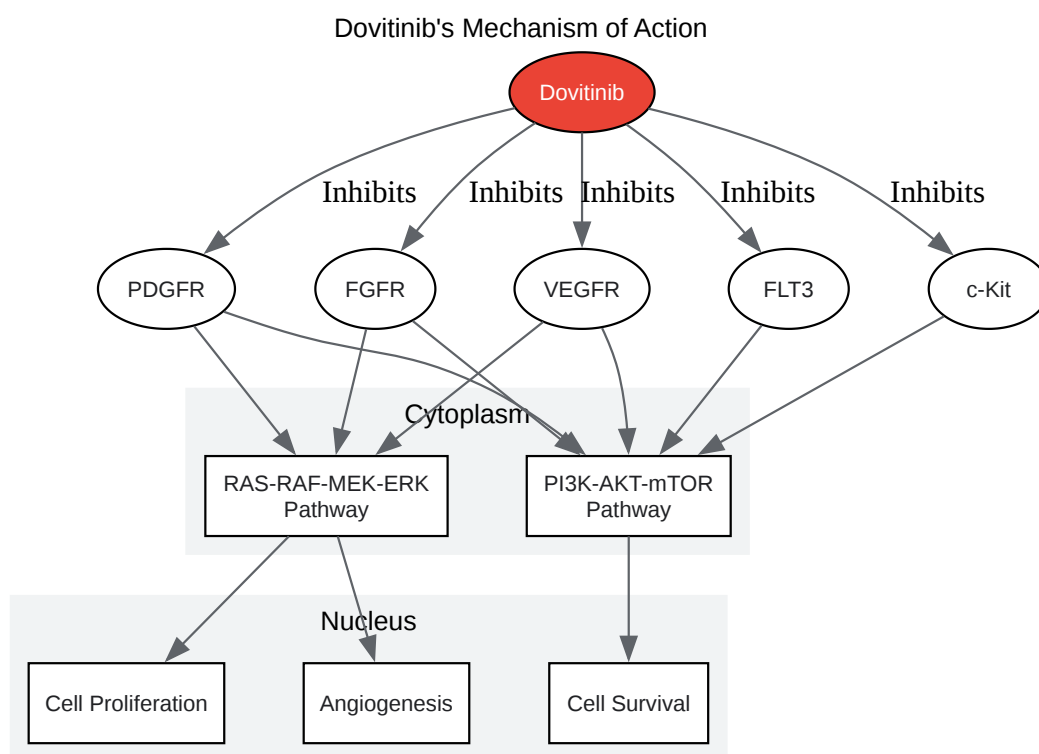 Dovitinib's Mechanism of Action
Dovitinib
Inhibits
Inhibits
Inhibits
Inhibits
Inhibits
PDGFR
FGFR
VEGFR
FLT3
c-Kit
Cytoplasm
RAS-RAF-MEK-ERK
Pathway
PI3K-AKT-mTOR
Pathway
Nucleus
Cell Proliferation
Angiogenesis
Cell Survival